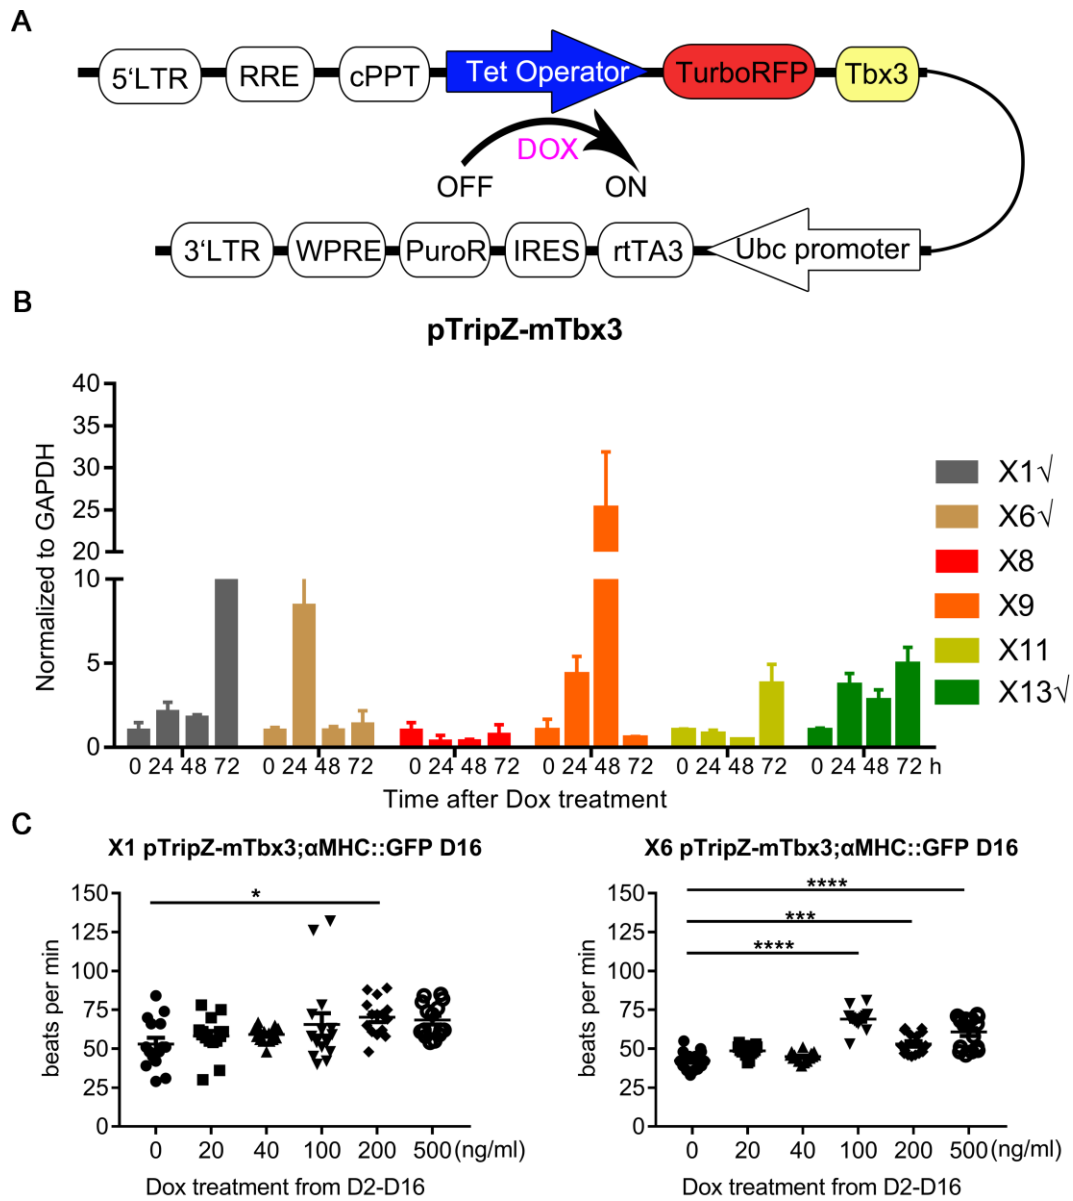 A
5'LTR RRE cPPT Tet Operator TurboRFP Tbx3
DOX
OFF ON
3'LTR WPRE PuroR IRES rtTA3 Ubc promoter
B
pTripZ-mTbx3
Normalized to GAPDH
40
35
30
25
20
10
5
0
0 24 48 72 0 24 48 72 0 24 48 72 0 24 48 72 0 24 48 72 0 24 48 72 h
Time after Dox treatment
X1√
X6√
X8
X9
X11
X13√
C
X1 pTripZ-mTbx3;αMHC::GFP D16
beats per min
150
125
100
75
50
25
0
*
0 20 40 100 200 500 (ng/ml)
Dox treatment from D2-D16
X6 pTripZ-mTbx3;αMHC::GFP D16
beats per min
150
125
100
75
50
25
0
****
***
****
0 20 40 100 200 500 (ng/ml)
Dox treatment from D2-D16